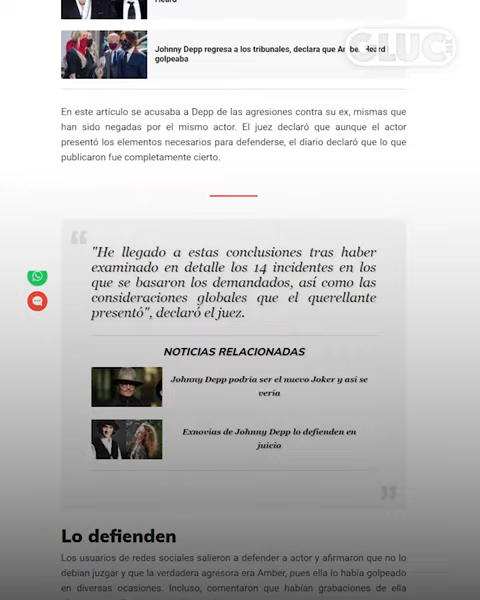 Heard
CLUC
Johnny Depp regresa a los tribunales, declara que Amber Heard
golpeaba
En este artículo se acusaba a Depp de las agresiones contra su ex, mismas que
han sido negadas por el mismo actor. El juez declaró que aunque el actor
presentó los elementos necesarios para defenderse, el diario declaró que lo que
publicaron fue completamente cierto.
"He llegado a estas conclusiones tras haber
examinado en detalle los 14 incidentes en los
que se basaron los demandados, así como las
consideraciones globales que el querellante
presentó", declaró el juez.
NOTICIAS RELACIONADAS
Johnny Depp podría ser el nuevo Joker y asi se
vería
Exnovias de Johnny Depp lo defienden en
juicio
Lo defienden
Los usuarios de redes sociales salieron a defender a actor y afirmaron que no lo
debian juzgar y que la verdadera agresora era Amber, pues ella lo había golpeado
en diversas ocasiones. Incluso, comentaron que habían grabaciones de ella